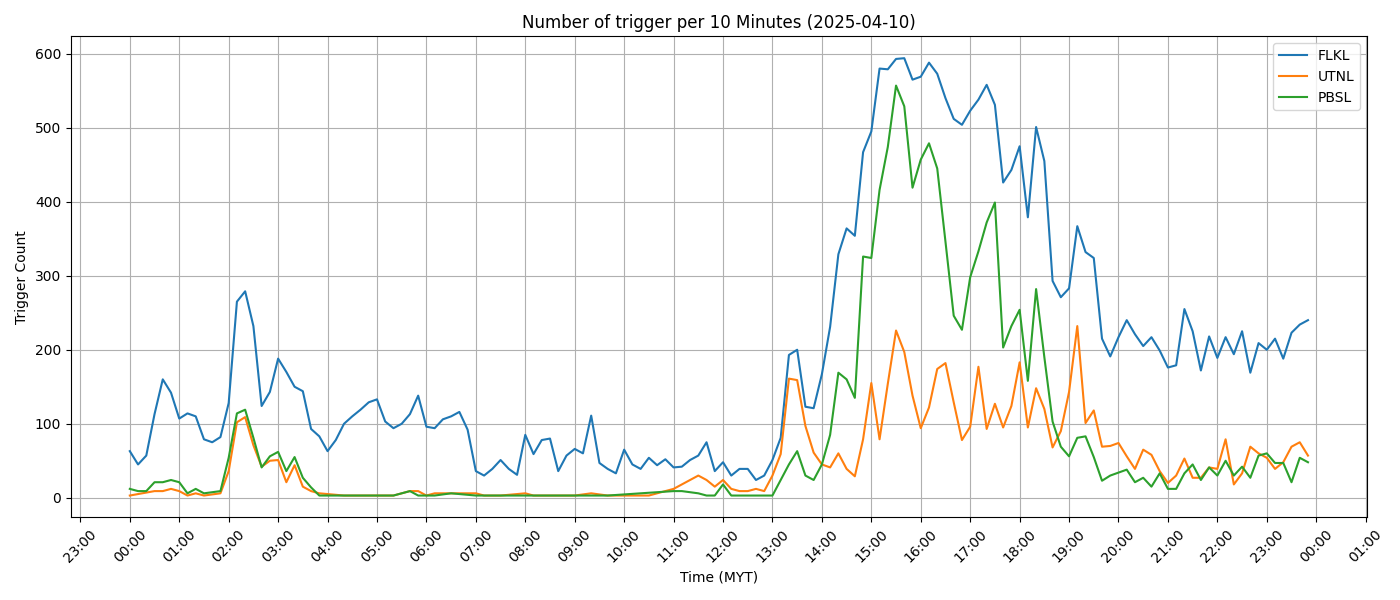 Number of trigger per 10 Minutes (2025-04-10)
FLKL
UTNL
PBSL
Trigger Count
600
500
400
300
200
100
0
23:00 00:00 01:00 02:00 03:00 04:00 05:00 06:00 07:00 08:00 09:00 10:00 11:00 12:00 13:00 14:00 15:00 16:00 17:00 18:00 19:00 20:00 21:00 22:00 23:00 00:00 01:00
Time (MYT)